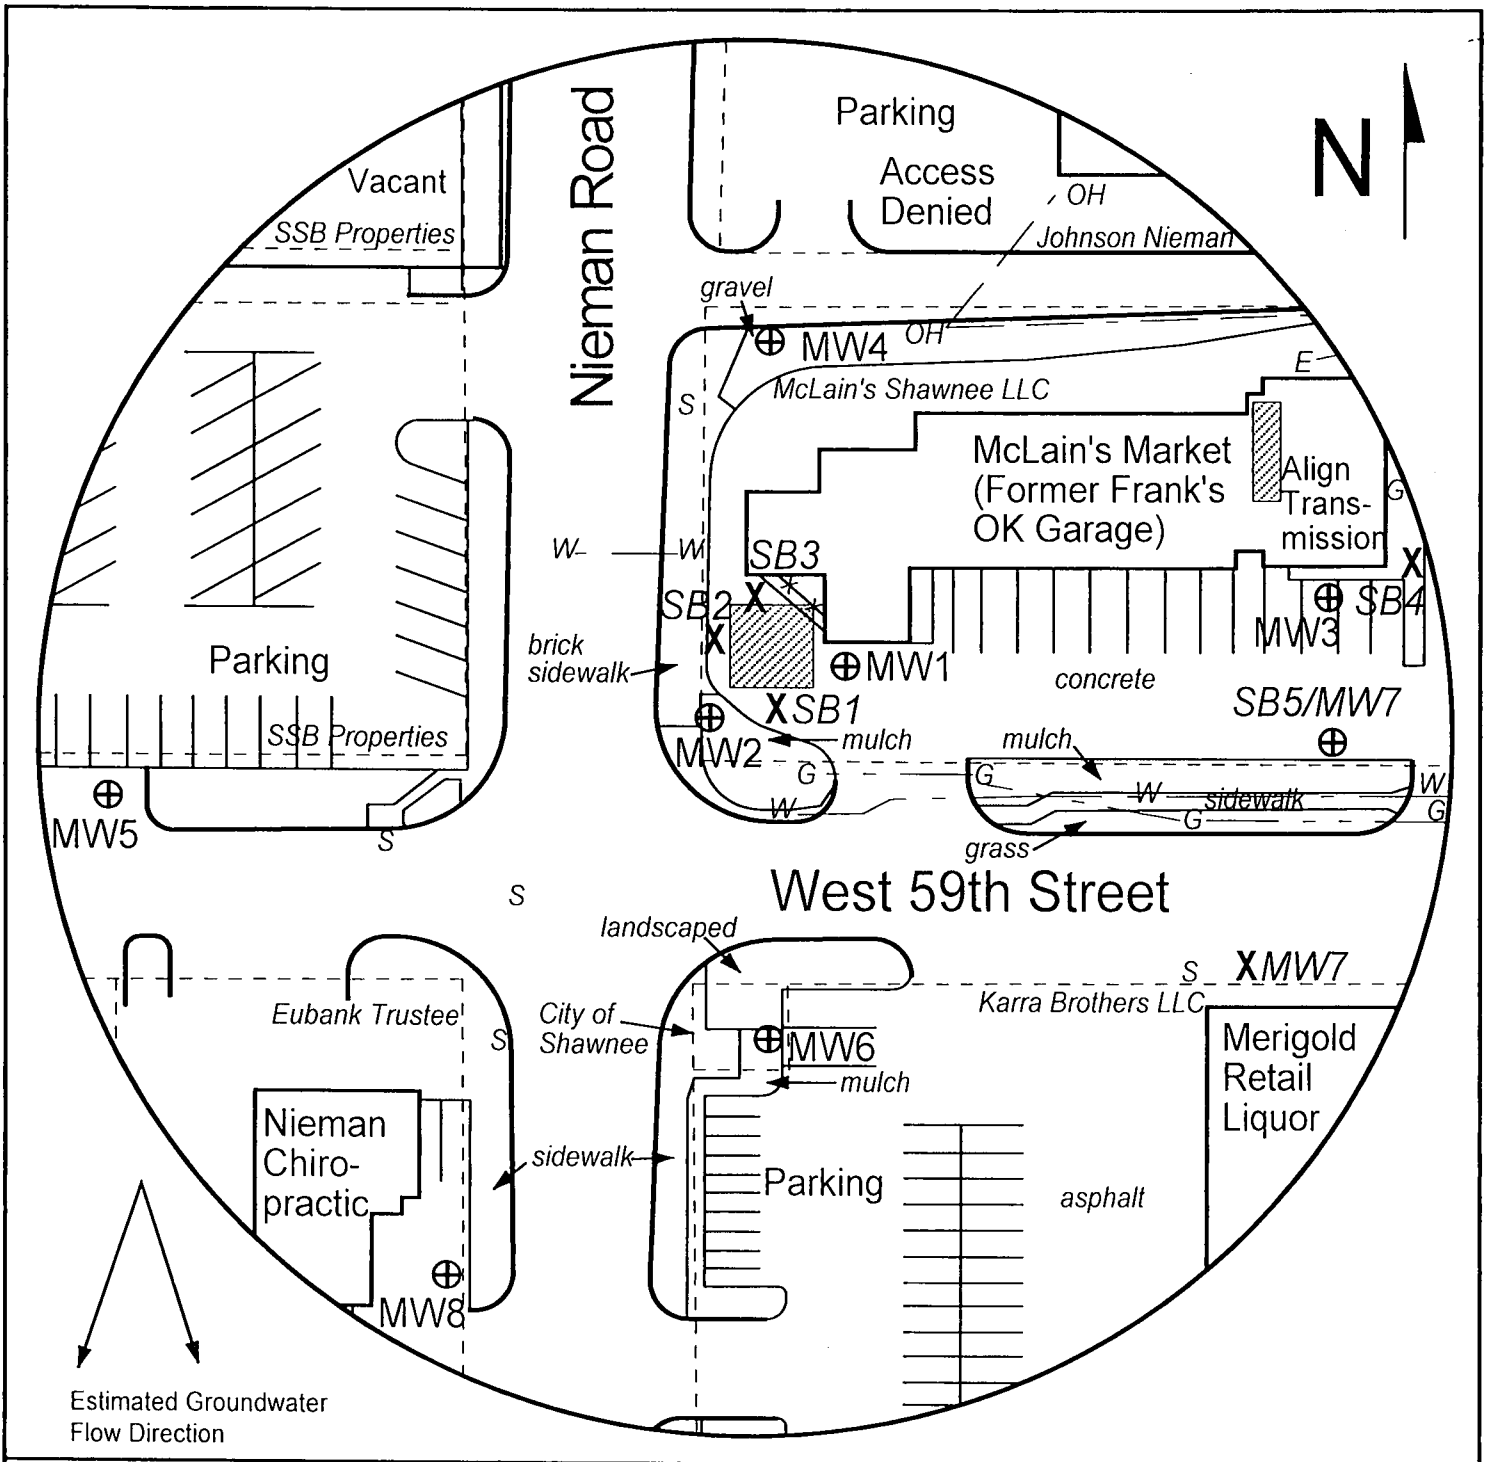 Parking
Nieman Road
N
Vacant
Access
Denied
OH
SSB Properties
Johnson Nieman
gravel
OH
MW4
E
McLain's Shawnee LLC
S
McLain's Market
(Former Frank's
OK Garage)
Align
Trans-
mission
G
W
W
SB3
SB2
X
X
X
SB4
MW3
brick
sidewalk
Parking
MW1
concrete
X SB1
SB5/MW7
SSB Properties
MW2
mulch
mulch
G
G
W
W
W
sidewalk
G
G
MW5
S
grass
West 59th Street
S
landscaped
S
X MW7
Eubank Trustee
City of
Shawnee
Karra Brothers LLC
S
MW6
mulch
Merigold
Retail
Liquor
Nieman
Chiro-
practic
sidewalk
Parking
asphalt
MW8
Estimated Groundwater
Flow Direction